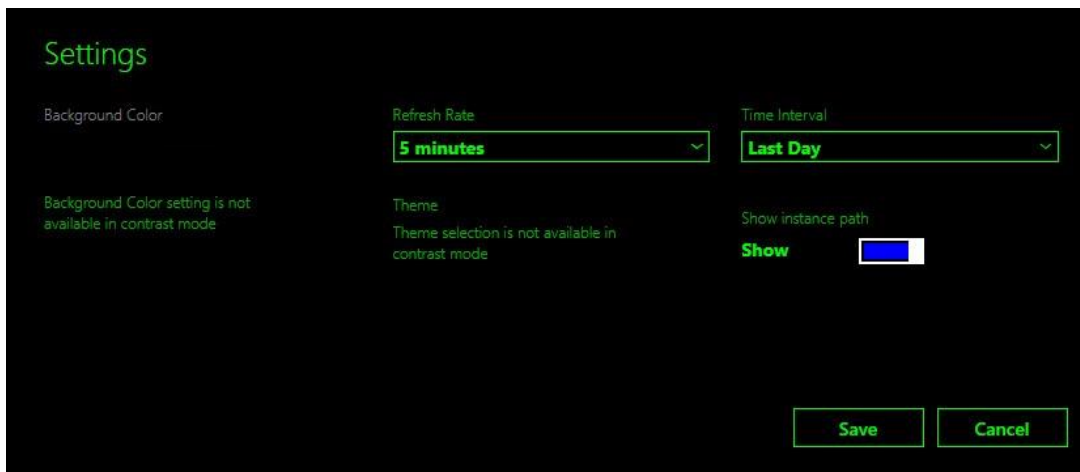 Settings
Background Color
Refresh Rate
Time Interval
5 minutes
Last Day
Background Color setting is not
available in contrast mode
Theme
Theme selection is not available in
contrast mode
Show instance path
Show
Save
Cancel